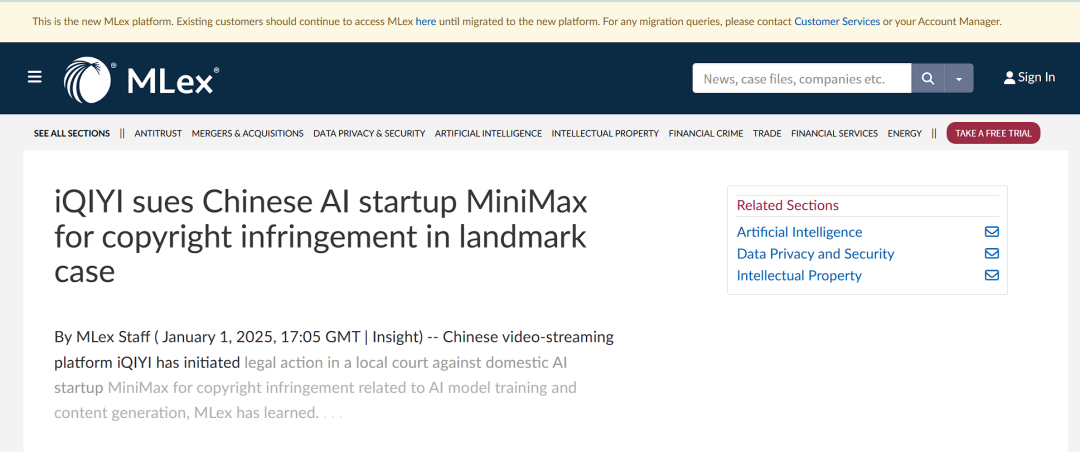 This is the new MLex platform. Existing customers should continue to access MLex here until migrated to the new platform. For any migration queries, please contact Customer Services or your Account Manager.
MLex®
News, case files, companies etc.
Sign In
SEE ALL SECTIONS || ANTITRUST MERGERS & ACQUISITIONS DATA PRIVACY & SECURITY ARTIFICIAL INTELLIGENCE INTELLECTUAL PROPERTY FINANCIAL CRIME TRADE FINANCIAL SERVICES ENERGY || TAKE A FREE TRIAL
iQIYI sues Chinese AI startup MiniMax
for copyright infringement in landmark
case
By MLex Staff ( January 1, 2025, 17:05 GMT | Insight) -- Chinese video-streaming
platform iQIYI has initiated legal action in a local court against domestic AI
startup MiniMax for copyright infringement related to AI model training and
content generation, MLex has learned. . . .
Related Sections
Artificial Intelligence
Data Privacy and Security
Intellectual Property